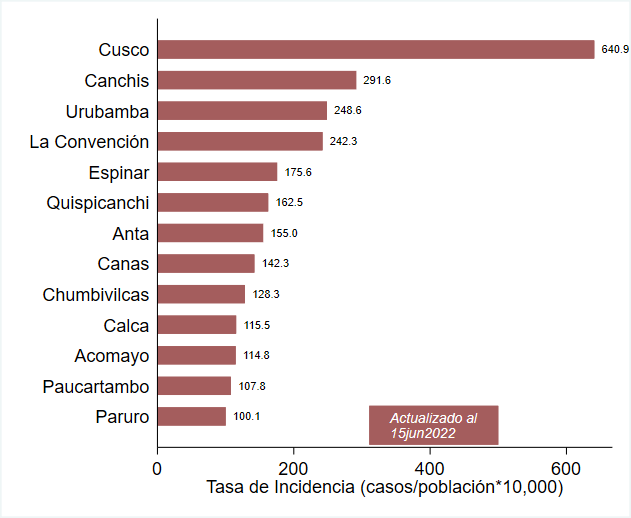 Cusco 640.9
Canchis 291.6
Urubamba 248.6
La Convención 242.3
Espinar 175.6
Quispicanchi 162.5
Anta 155.0
Canas 142.3
Chumbivilcas 128.3
Calca 115.5
Acomayo 114.8
Paucartambo 107.8
Paruro 100.1
Actualizado al
15jun2022
0 200 400 600
Tasa de Incidencia (casos/población*10,000)